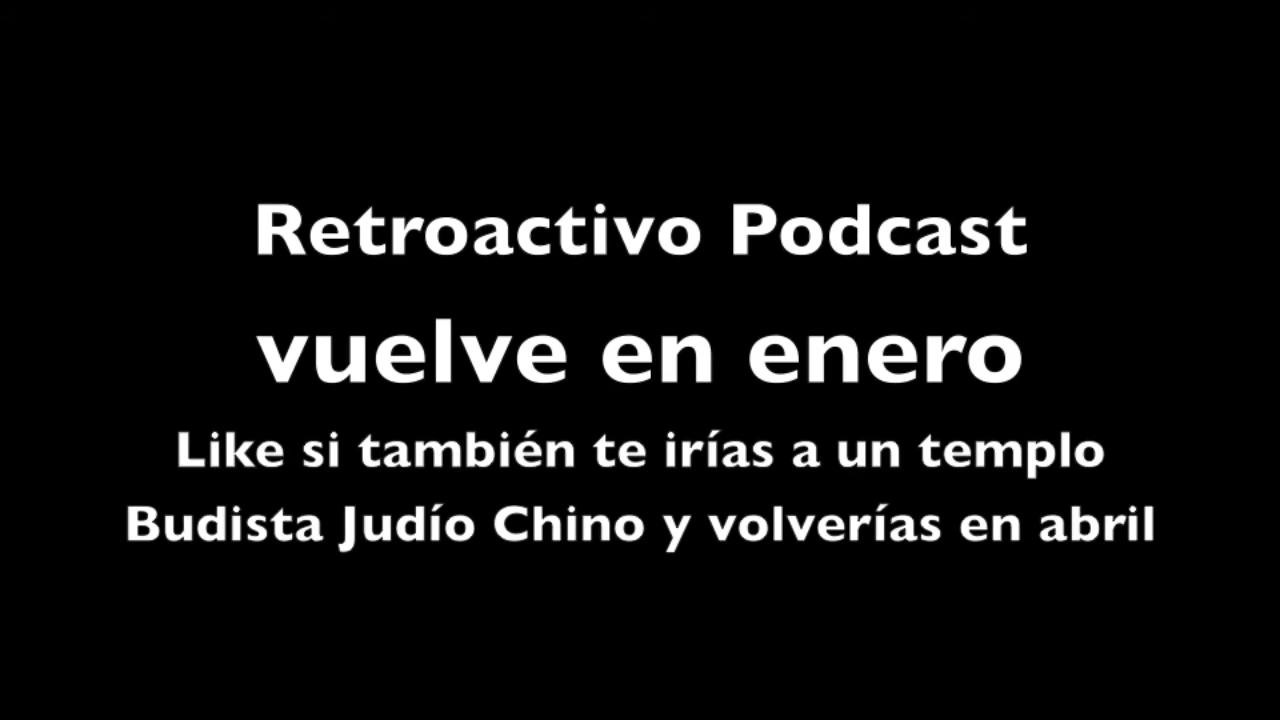 Retroactivo Podcast
vuelve en enero
Like si también te irías a un templo
Budista Judío Chino y volverías en abril